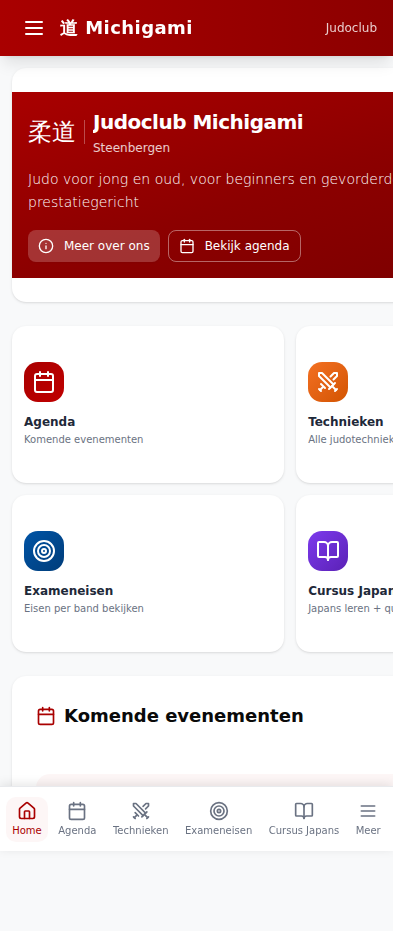 道 Michigami
Judoclub
柔道
Judoclub Michigami
Steenbergen
Judo voor jong en oud, voor beginners en gevorderd
prestatiegericht
Meer over ons
Bekijk agenda
Agenda
Komende evenementen
Technieken
Alle judotechniek
Exameneisen
Eisen per band bekijken
Cursus Japan
Japans leren + qu
Komende evenementen
Home
Agenda
Technieken
Exameneisen
Cursus Japans
Meer